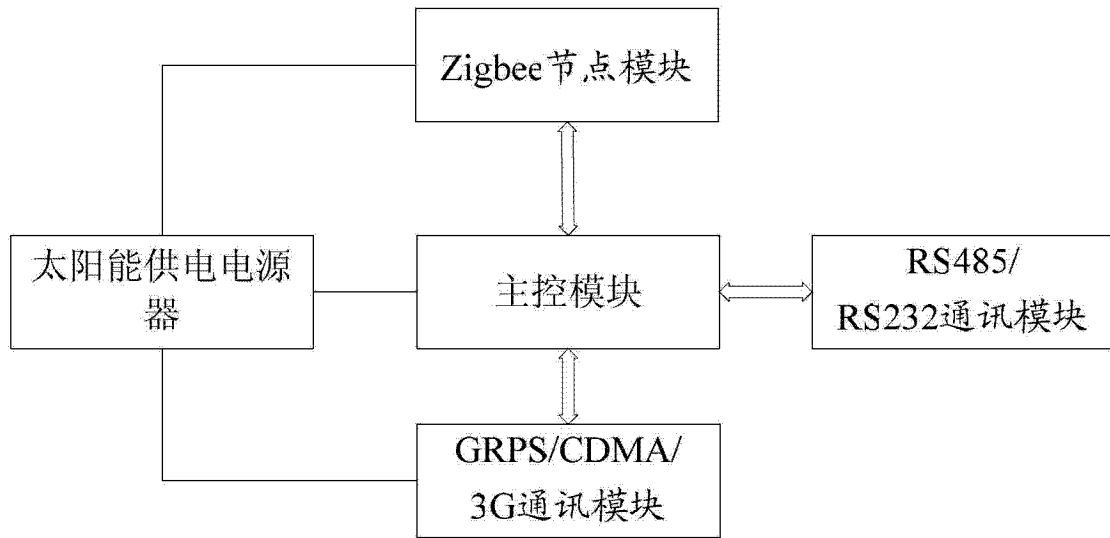 Zigbee节点模块
太阳能供电电源
器
主控模块
RS485/
RS232通讯模块
GRPS/CDMA/
3G通讯模块